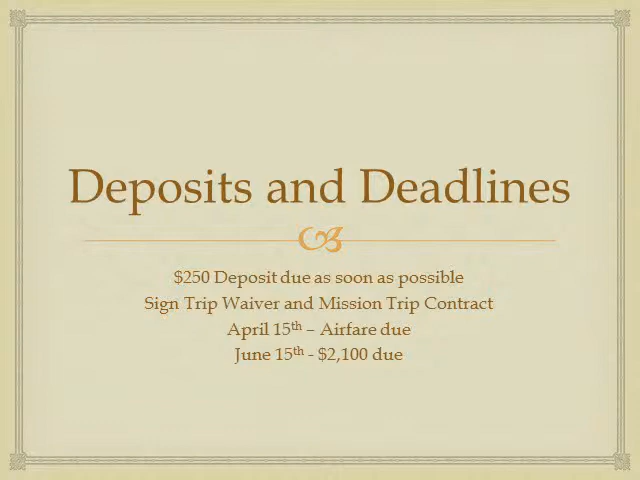 Deposits and Deadlines
$250 Deposit due as soon as possible
Sign Trip Waiver and Mission Trip Contract
April 15th – Airfare due
June 15th - $2,100 due